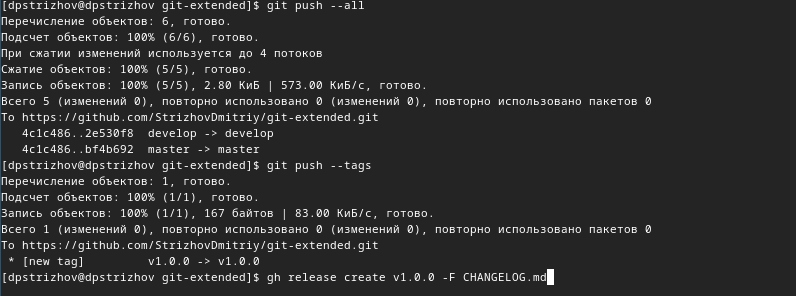 [dpstrizhov@dpstrizhov git-extended]$ git push --all
Перечисление объектов: 6, готово.
Подсчет объектов: 100% (6/6), готово.
При сжатии изменений используется до 4 потоков
Сжатие объектов: 100% (5/5), готово.
Запись объектов: 100% (5/5), 2.80 КиБ | 573.00 КиБ/с, готово.
Всего 5 (изменений 0), повторно использовано 0 (изменений 0), повторно использовано пакетов 0
To https://github.com/StrizhovDmitriy/git-extended.git
   4c1c486..2e530f8  develop -> develop
   4c1c486..bf4b692  master -> master
[dpstrizhov@dpstrizhov git-extended]$ git push --tags
Перечисление объектов: 1, готово.
Подсчет объектов: 100% (1/1), готово.
Запись объектов: 100% (1/1), 167 байтов | 83.00 КиБ/с, готово.
Всего 1 (изменений 0), повторно использовано 0 (изменений 0), повторно использовано пакетов 0
To https://github.com/StrizhovDmitriy/git-extended.git
 * [new tag]         v1.0.0 -> v1.0.0
[dpstrizhov@dpstrizhov git-extended]$ gh release create v1.0.0 -F CHANGELOG.md